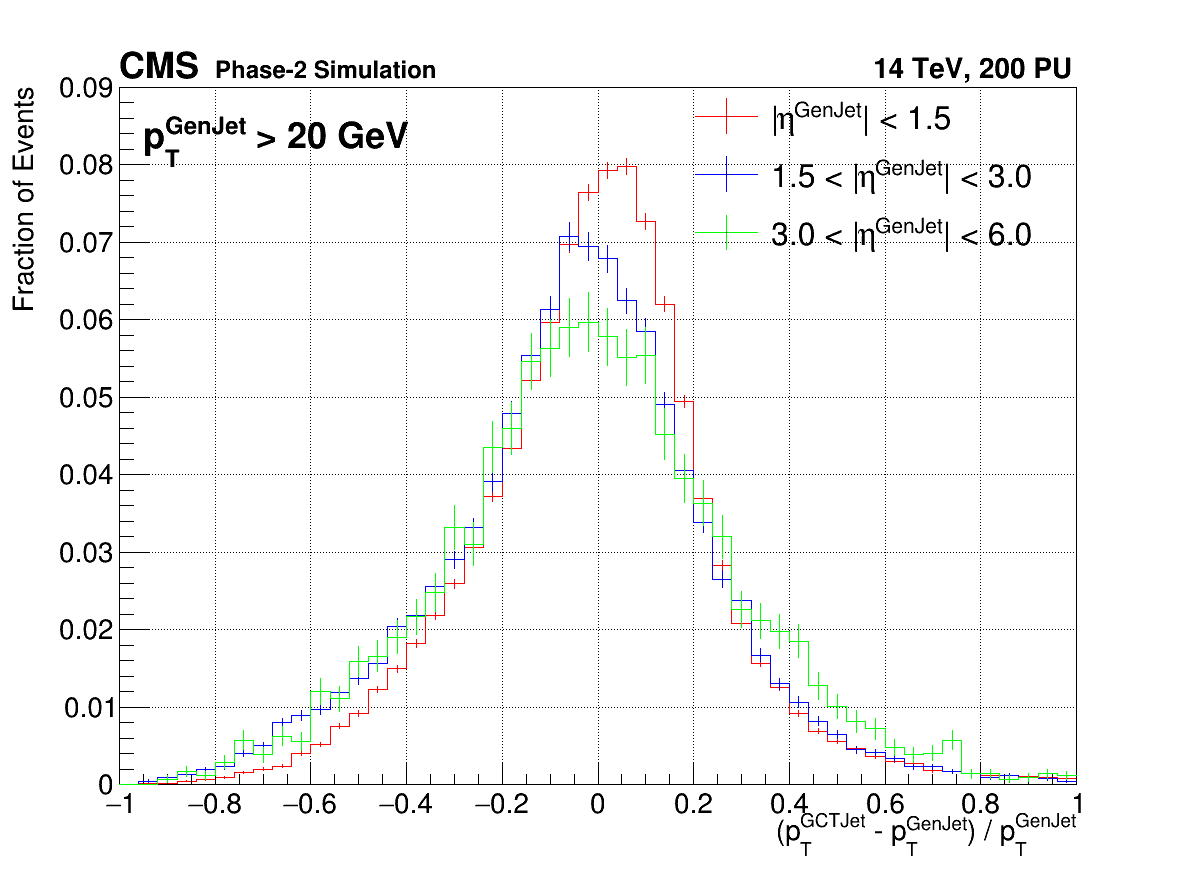 CMS Phase-2 Simulation 14 TeV, 200 PU
Fraction of Events
p_T^GenJet > 20 GeV
|η^GenJet| < 1.5
1.5 < |η^GenJet| < 3.0
3.0 < |η^GenJet| < 6.0
0.09
0.08
0.07
0.06
0.05
0.04
0.03
0.02
0.01
0
−1 −0.8 −0.6 −0.4 −0.2 0 0.2 0.4 0.6 0.8 1
(p_T^GCTJet - p_T^GenJet) / p_T^GenJet